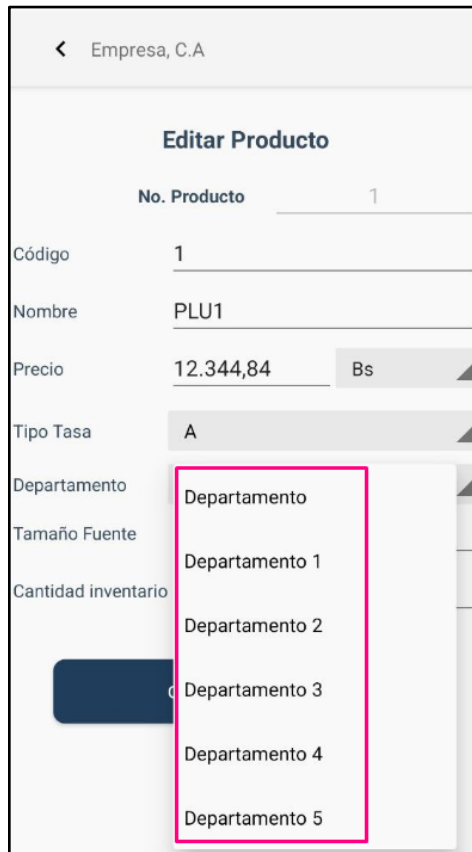 Empresa, C.A
Editar Producto
No. Producto 1
Código 1
Nombre PLU1
Precio 12.344,84 Bs
Tipo Tasa A
Departamento
Departamento
Tamaño Fuente
Departamento 1
Cantidad inventario
Departamento 2
Departamento 3
Departamento 4
Departamento 5